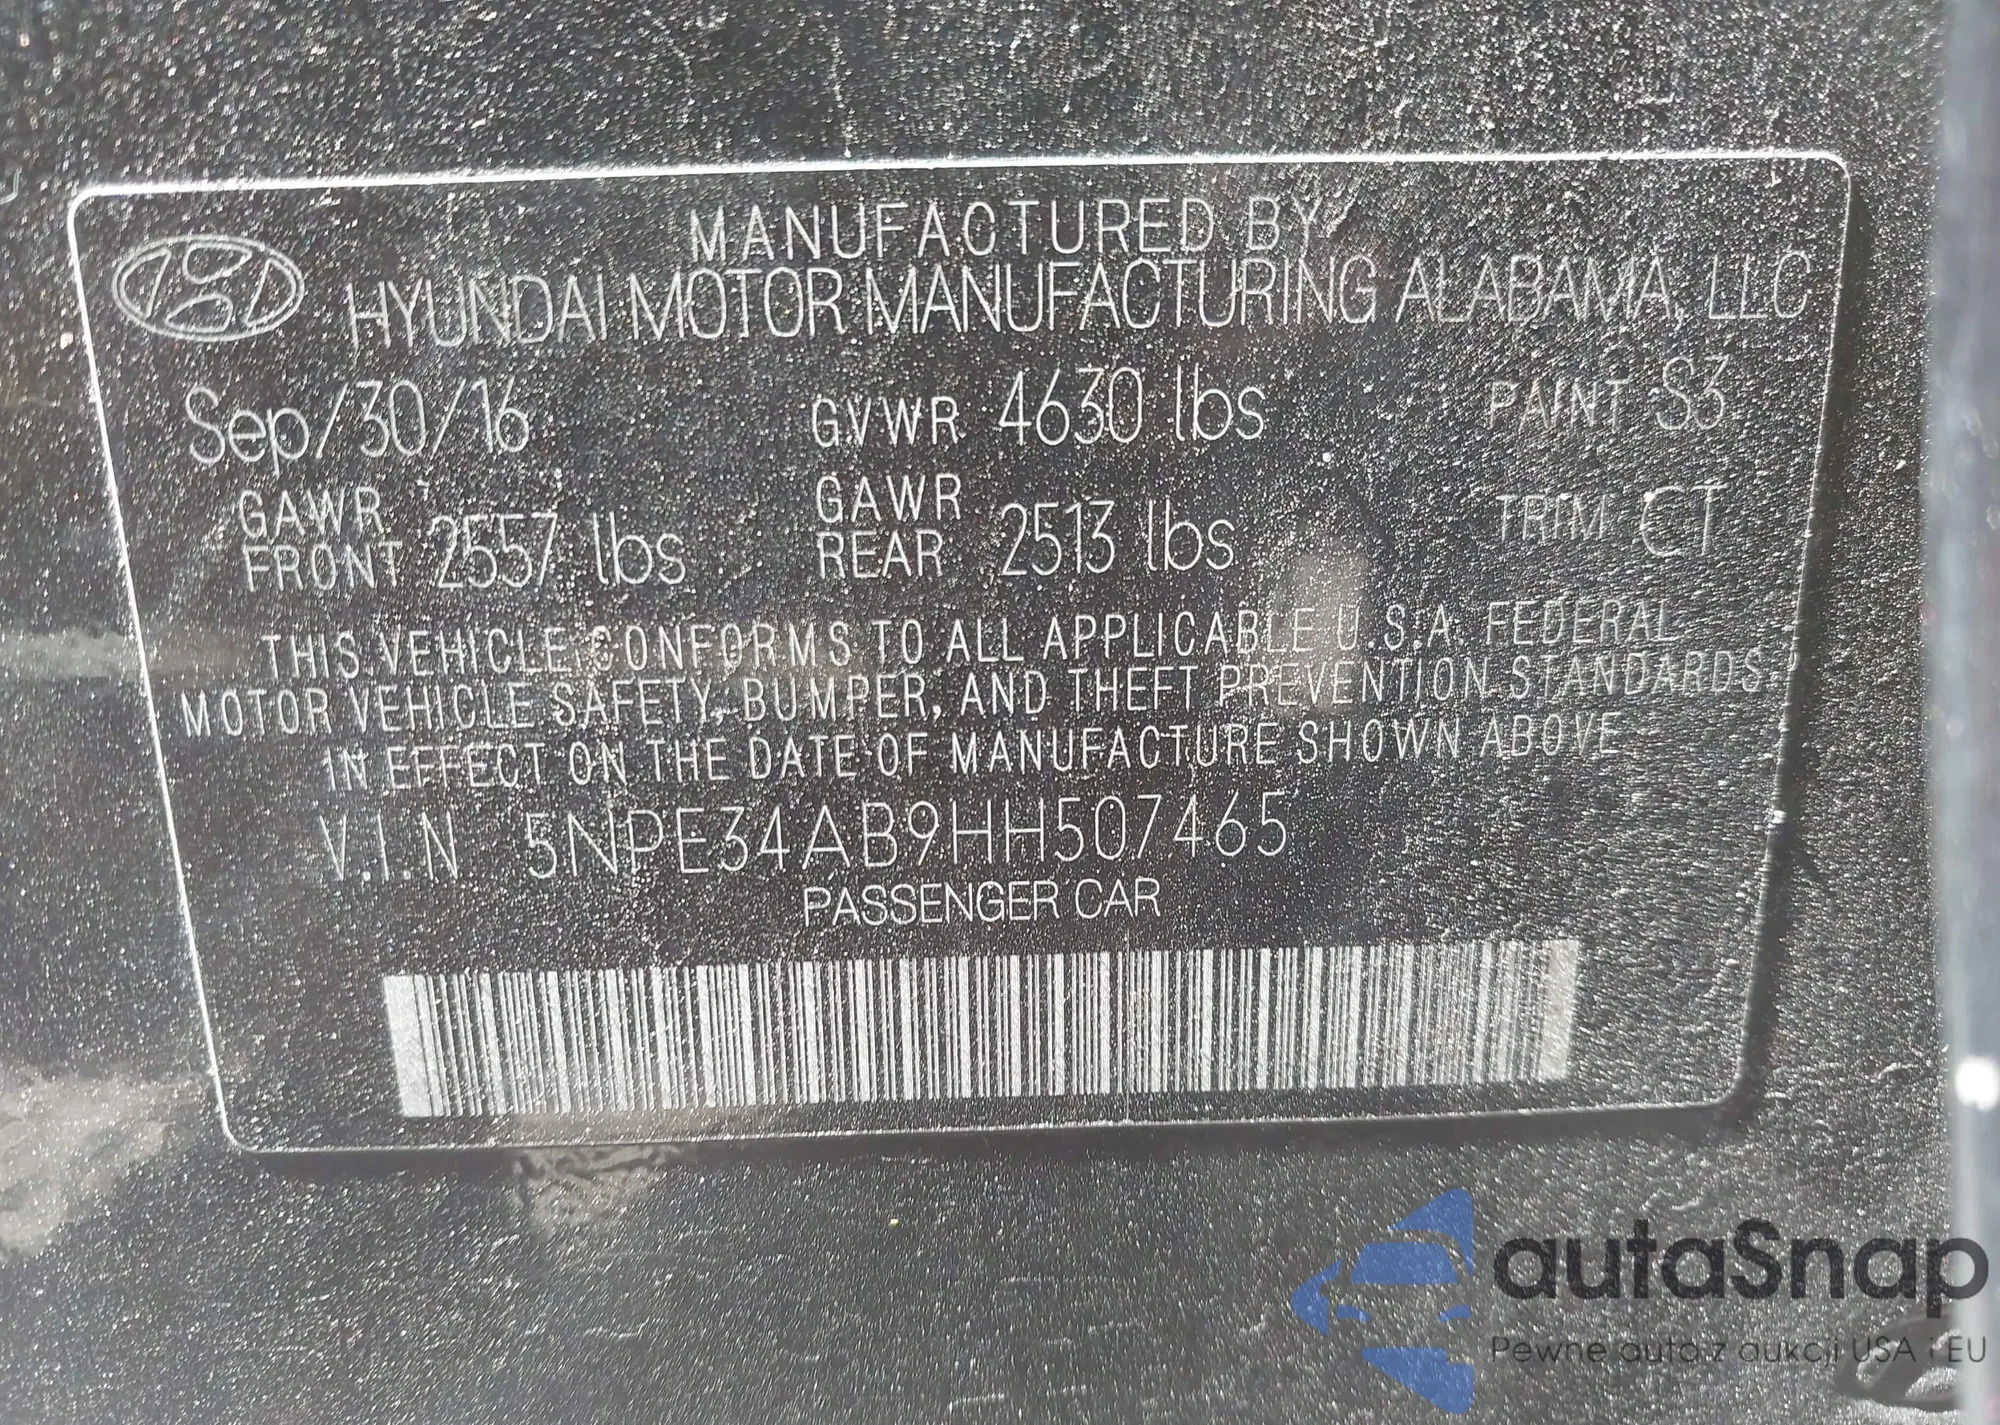 MANUFACTURED BY
HYUNDAI MOTOR MANUFACTURING ALABAMA, LLC
Sep/30/16 GVWR 4630 lbs PAINT S3
GAWR FRONT 2557 lbs GAWR REAR 2513 lbs TRIM CT
THIS VEHICLE CONFORMS TO ALL APPLICABLE U.S.A. FEDERAL
MOTOR VEHICLE SAFETY, BUMPER, AND THEFT PREVENTION STANDARDS
IN EFFECT ON THE DATE OF MANUFACTURE SHOWN ABOVE
V.I.N 5NPE34AB9HH507465
PASSENGER CAR
autaSnap
Pewne auto z aukcji USA i EU